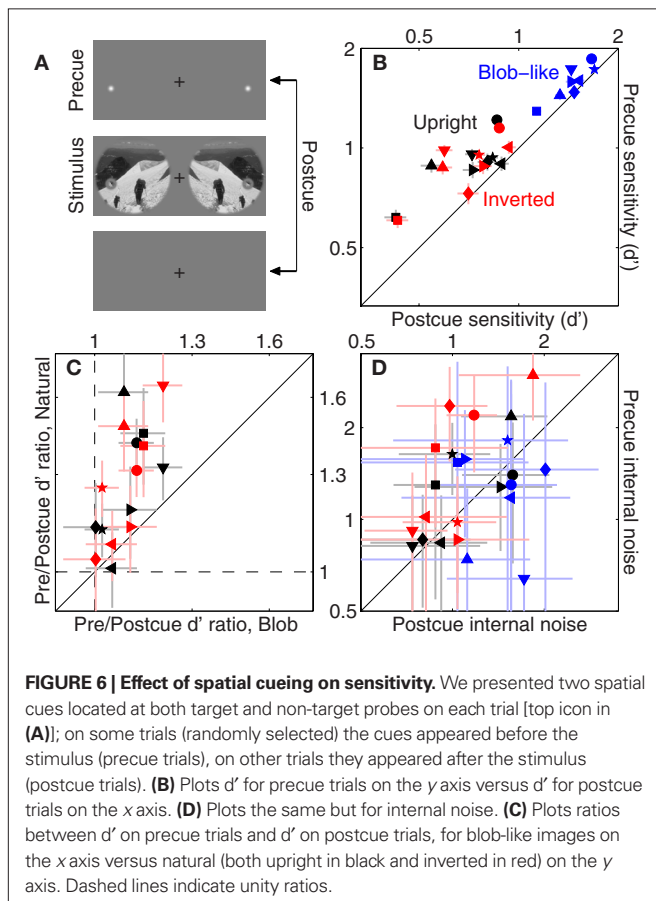 A
Precue
Stimulus
Postcue
B
0.5 1 2
Blob-like
Upright
Inverted
2
1
0.5
Precue sensitivity (d')
Postcue sensitivity (d')
C
1 1.3 1.6
1.6
1.3
1
Pre/Postcue d' ratio, Natural
Pre/Postcue d' ratio, Blob
D
0.5 1 2
2
1
0.5
Precue internal noise
Postcue internal noise
FIGURE 6 | Effect of spatial cueing on sensitivity. We presented two spatial
cues located at both target and non-target probes on each trial [top icon in
(A)]; on some trials (randomly selected) the cues appeared before the
stimulus (precue trials), on other trials they appeared after the stimulus
(postcue trials). (B) Plots d′ for precue trials on the y axis versus d′ for postcue
trials on the x axis. (D) Plots the same but for internal noise. (C) Plots ratios
between d′ on precue trials and d′ on postcue trials, for blob-like images on
the x axis versus natural (both upright in black and inverted in red) on the y
axis. Dashed lines indicate unity ratios.